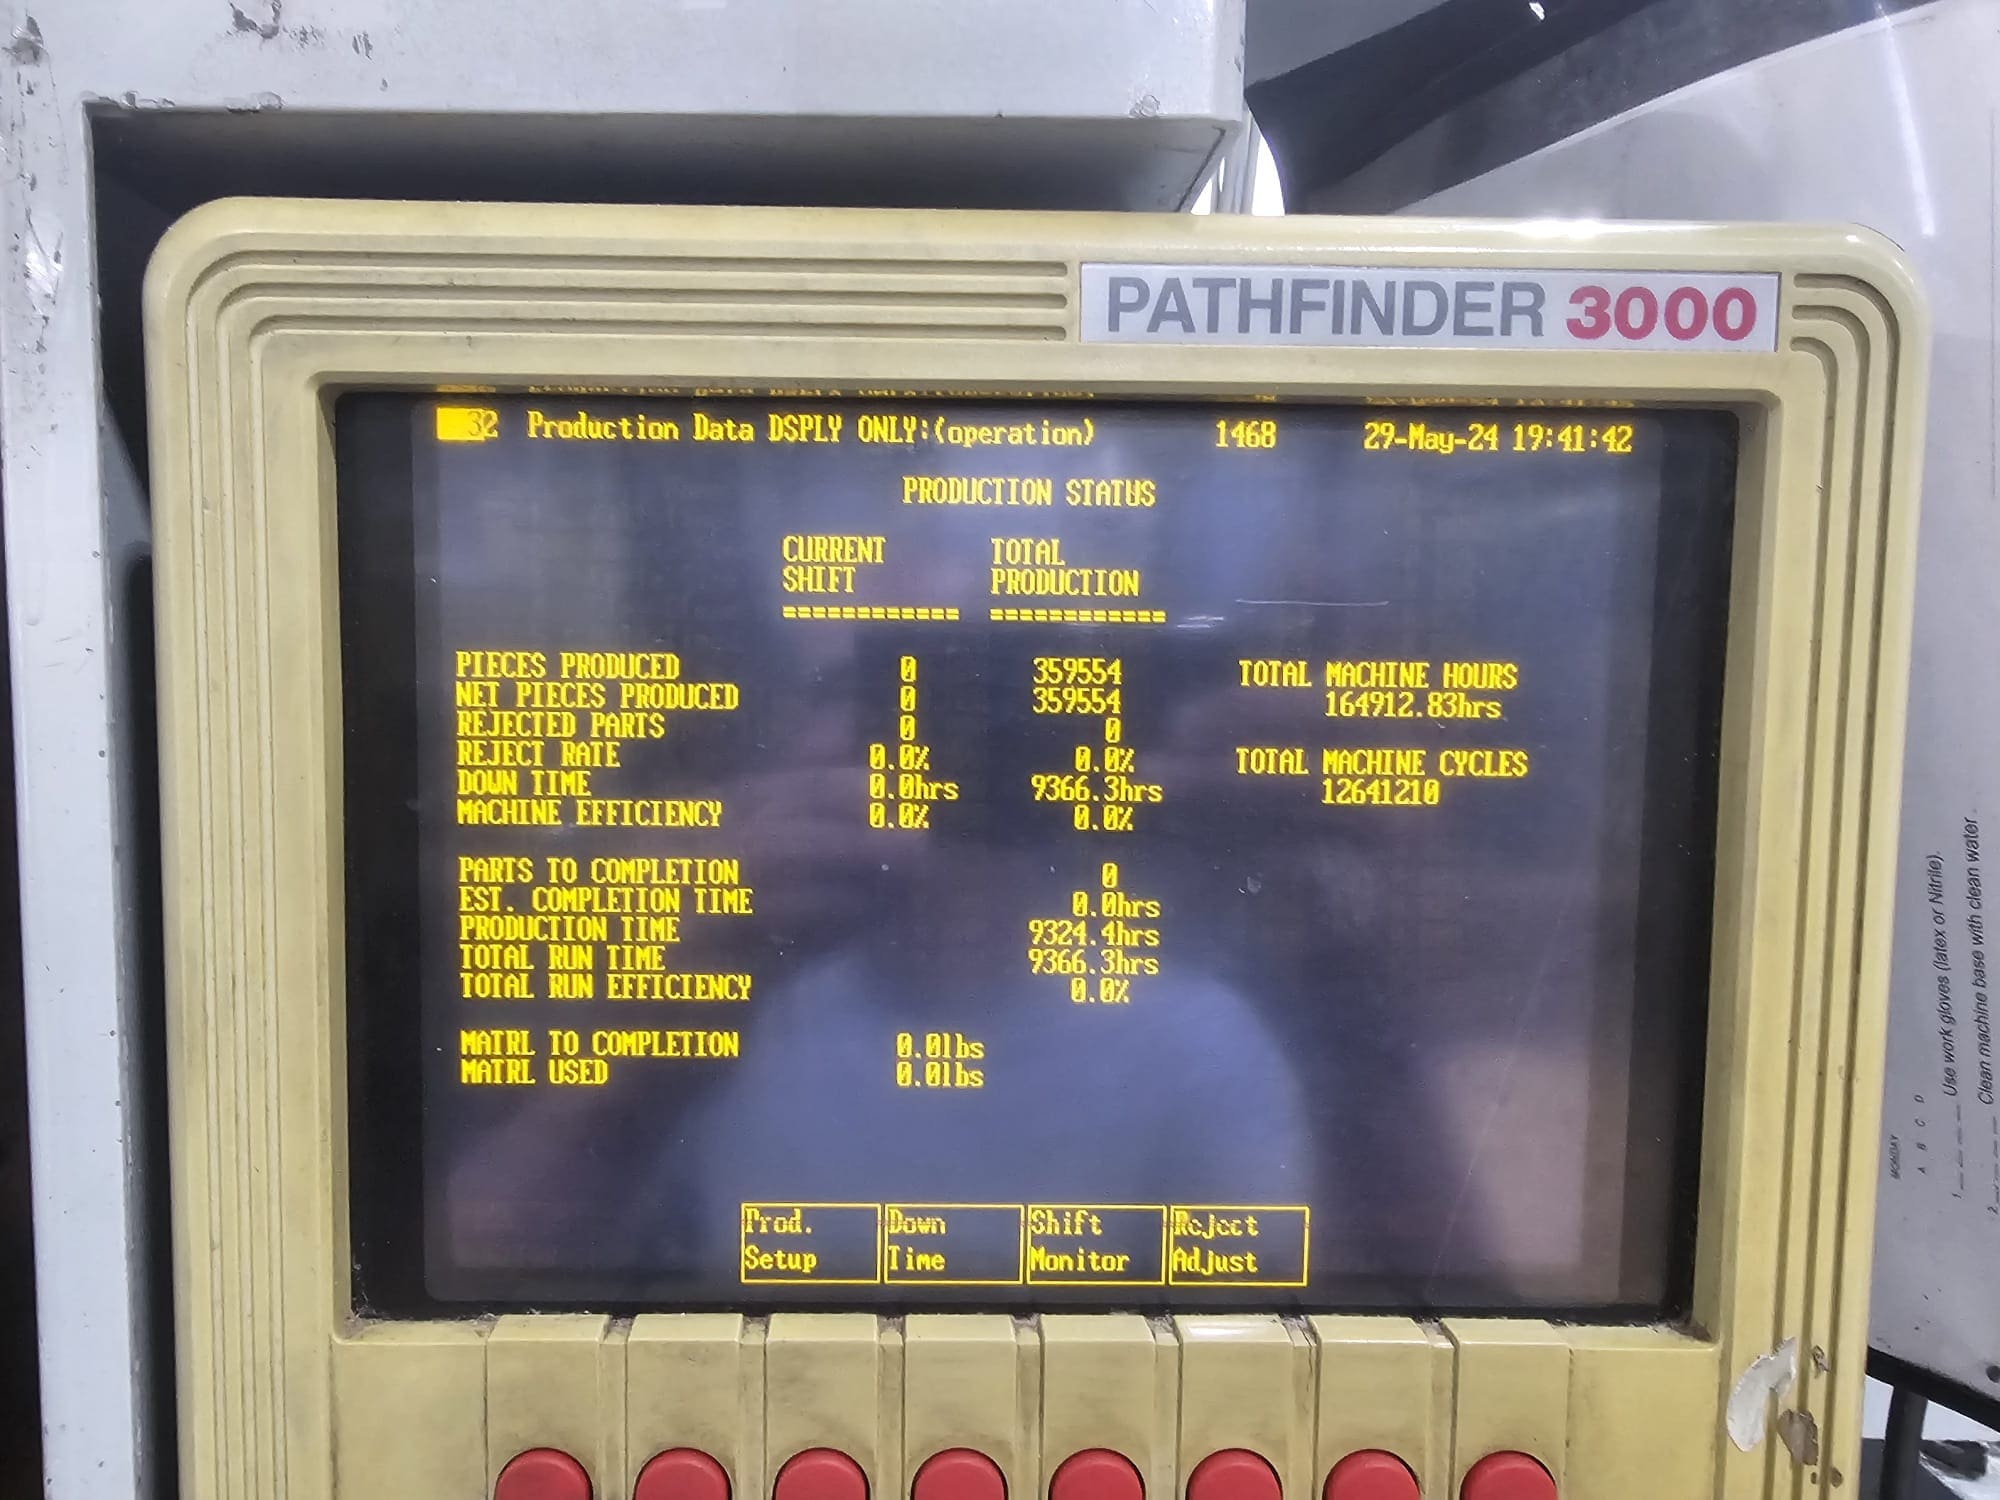 PATHFINDER 3000
32 Production Data DSPLY ONLY:(operation) 1468 29-May-24 19:41:42
PRODUCTION STATUS
CURRENT TOTAL
SHIFT PRODUCTION
============ ============
PIECES PRODUCED 0 359554 TOTAL MACHINE HOURS
NET PIECES PRODUCED 0 359554 164912.83hrs
REJECTED PARTS 0 0
REJECT RATE 0.0% 0.0% TOTAL MACHINE CYCLES
DOWN TIME 0.0hrs 9366.3hrs 12641210
MACHINE EFFICIENCY 0.0% 0.0%
PARTS TO COMPLETION 0
EST. COMPLETION TIME 0.0hrs
PRODUCTION TIME 9324.4hrs
TOTAL RUN TIME 9366.3hrs
TOTAL RUN EFFICIENCY 0.0%
MATRL TO COMPLETION 0.0lbs
MATRL USED 0.0lbs
Prod. Down Shift Reject
Setup Time Monitor Adjust
MONDAY
A B C D
1. Use work gloves (latex or Nitrile).
2. Clean machine base with clean water